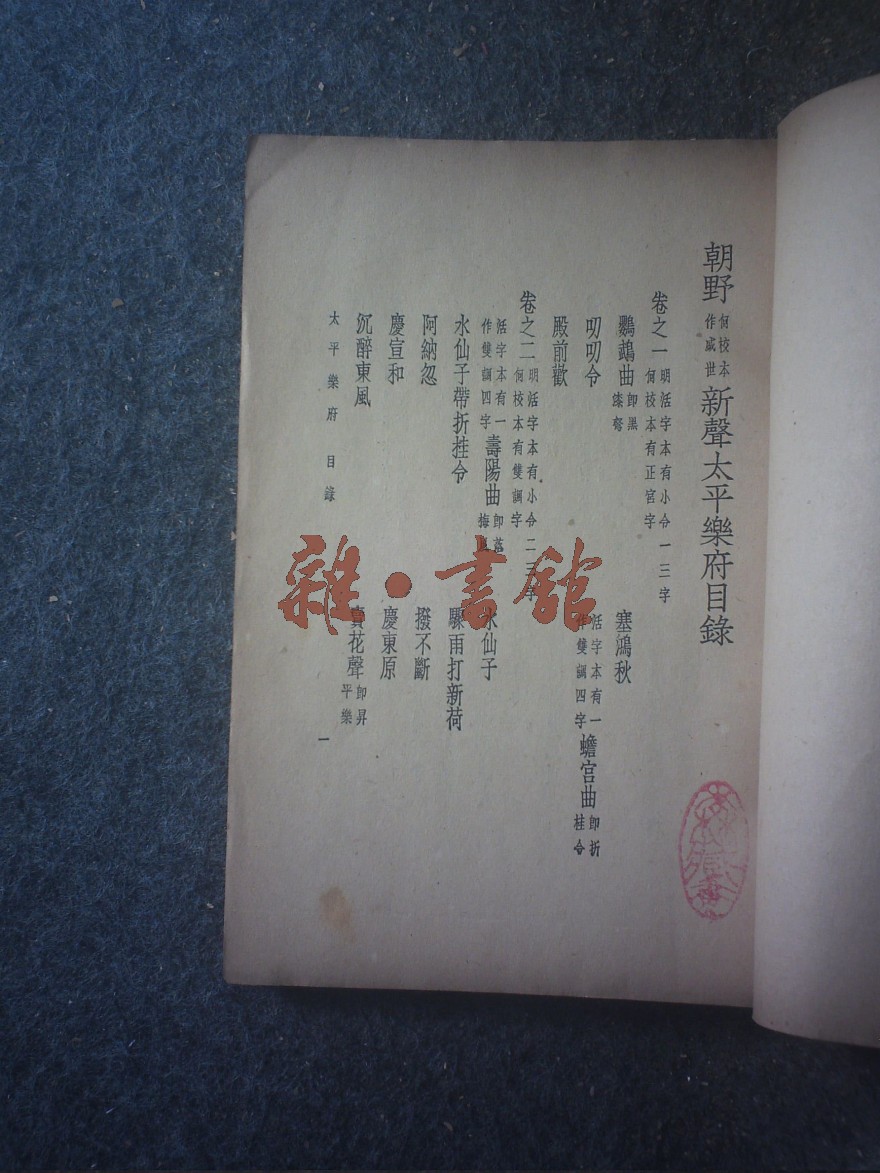 朝野何校本作盛世新聲太平樂府目錄
卷之一明活字本有小令一三字何校本有正宮字
鸚鵡曲即黑漆弩 塞鴻秋
叨叨令 活字本有一作雙調四字蟾宮曲即折桂令
殿前歡
卷之二明活字本有小令二三字何校本有雙調字
活字本有一作雙調四字壽陽曲即落梅風 水仙子
水仙子帶折桂令 驟雨打新荷
阿納忽 撥不斷
慶宣和 慶東原
沉醉東風 賣花聲即昇平樂
太平樂府 目錄 一
雜·書館